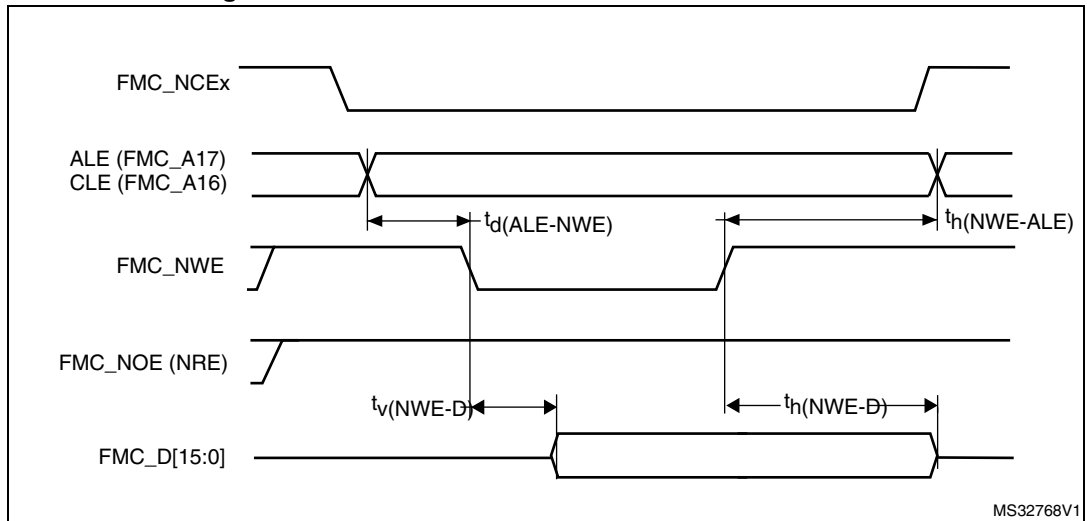 FMC_NCEx
ALE (FMC_A17)
CLE (FMC_A16)
td(ALE-NWE)
th(NWE-ALE)
FMC_NWE
FMC_NOE (NRE)
tv(NWE-D)
th(NWE-D)
FMC_D[15:0]
MS32768V1